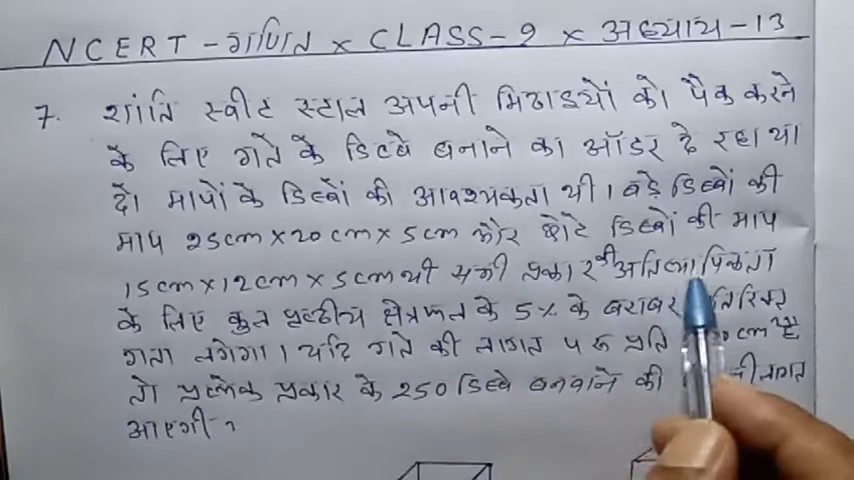 NCERT - गणित × CLASS-9 × अध्याय - 13
7. शांति स्वीट स्टाल अपनी मिठाइयों को पैक करने
के लिए गत्ते के डिब्बे बनाने का ऑडर दे रहा था
दो मापों के डिब्बों की आवश्यकता थी। बड़े डिब्बों की
माप 25cm×20cm×5cm और छोटे डिब्बों की माप
15cm×12cm×5cm थी सभी प्रकार की अतिव्यापिकता
के लिए कुल पृष्ठीय क्षेत्रफल के 5% के बराबर
गत्ता लगेगा। यदि गत्ते की लागत 4 रु प्रति cm² है
तो प्रत्येक प्रकार के 250 डिब्बे बनवाने की
आएगी ?